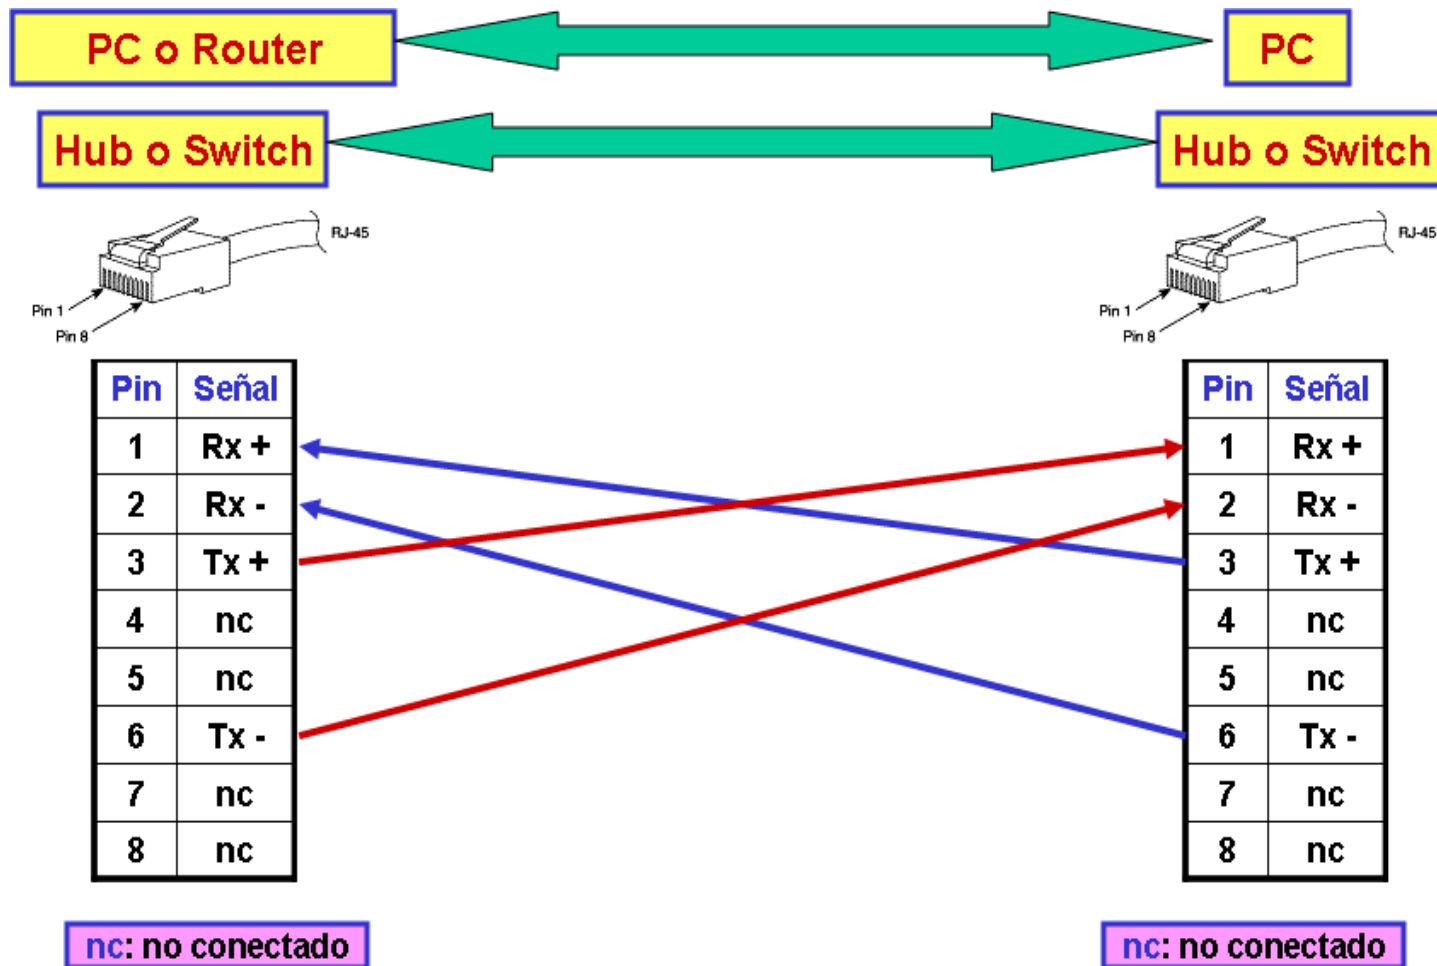 PC o Router
PC
Hub o Switch
Hub o Switch
RJ-45
Pin 1
Pin 8
RJ-45
Pin 1
Pin 8
Pin Señal
1 Rx +
2 Rx -
3 Tx +
4 nc
5 nc
6 Tx -
7 nc
8 nc
Pin Señal
1 Rx +
2 Rx -
3 Tx +
4 nc
5 nc
6 Tx -
7 nc
8 nc
nc: no conectado
nc: no conectado